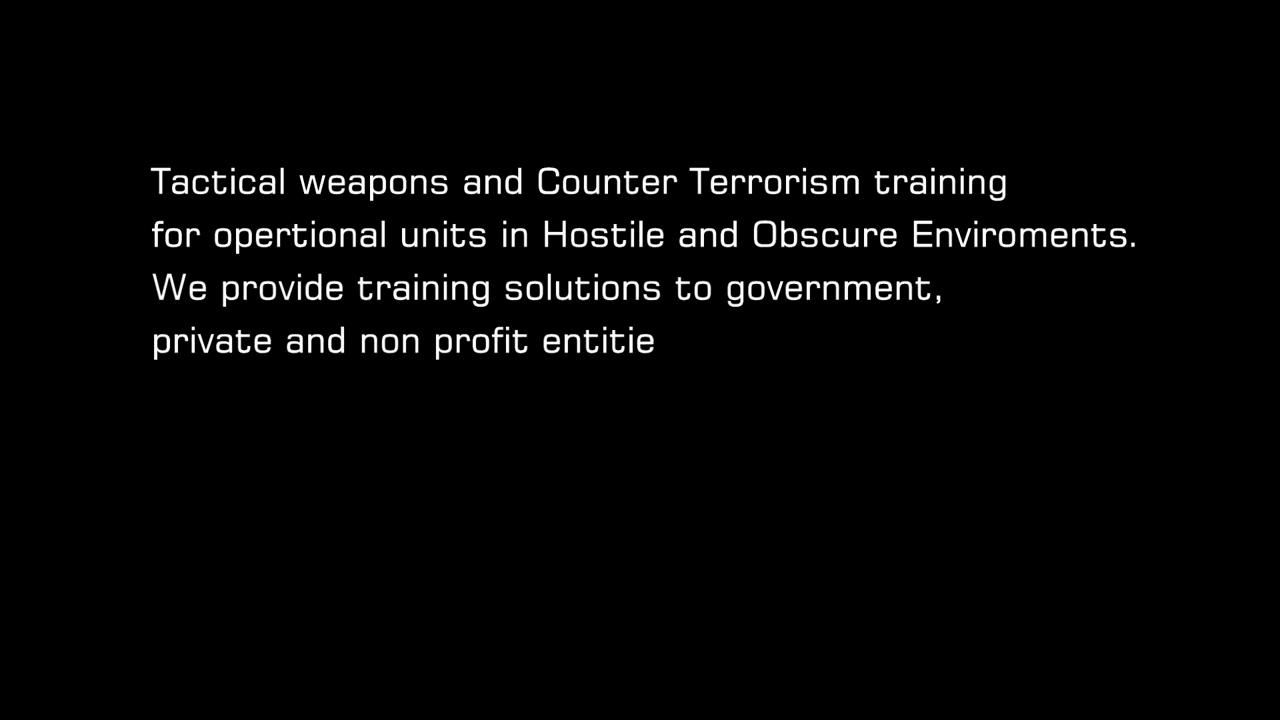 Tactical weapons and Counter Terrorism training
for opertional units in Hostile and Obscure Enviroments.
We provide training solutions to government,
private and non profit entitie